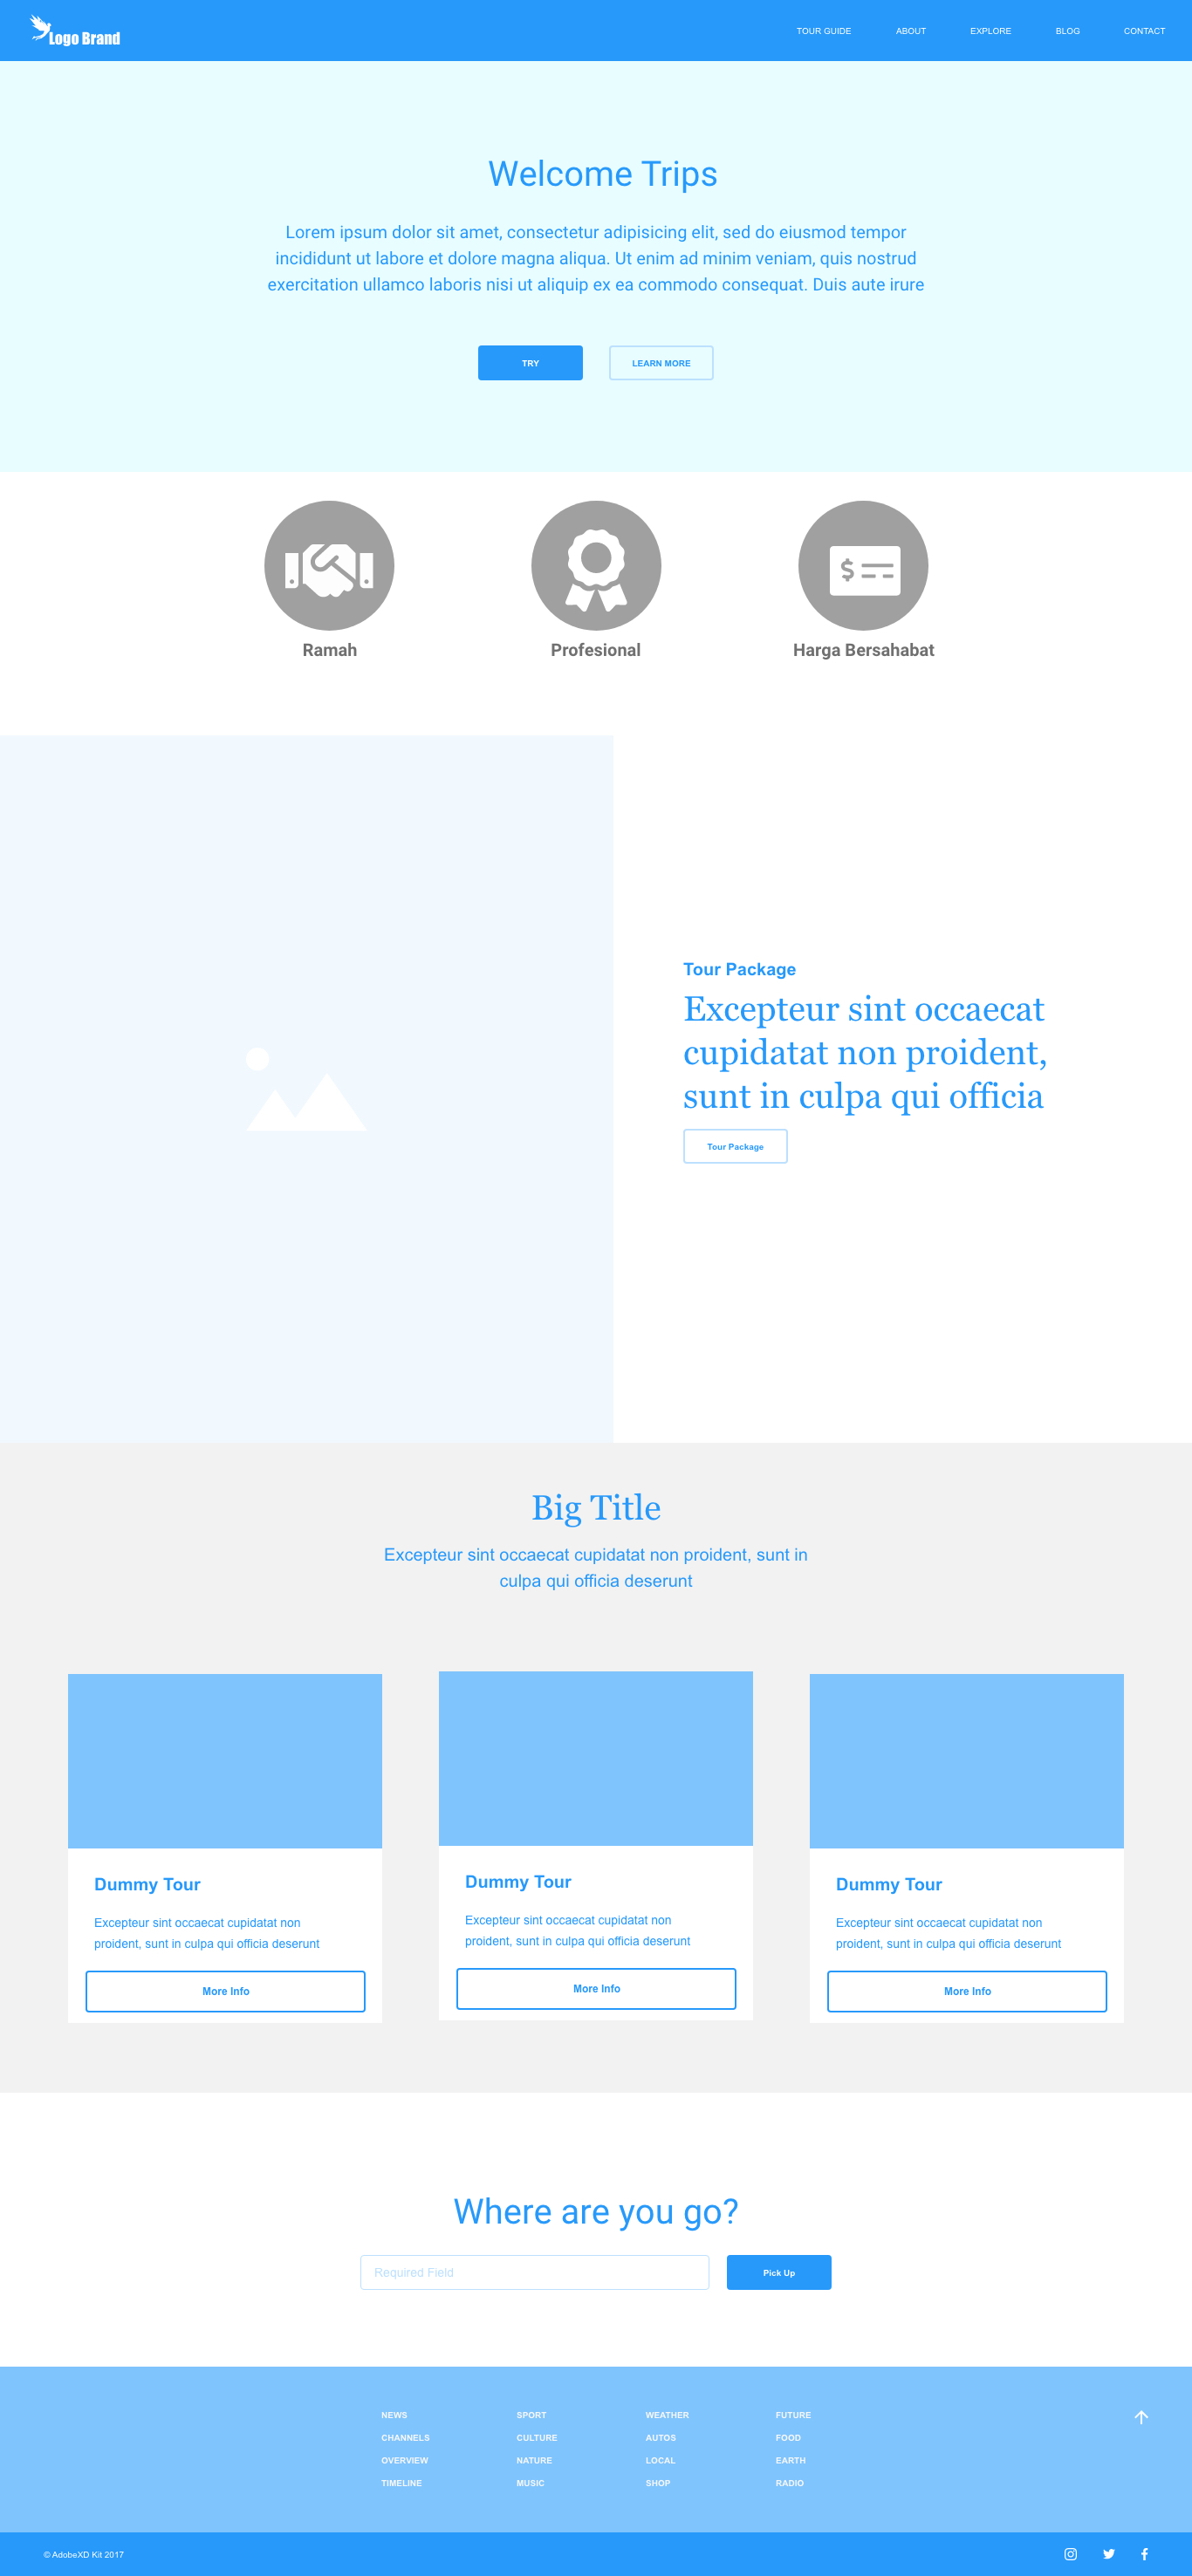 Logo Brand
TOUR GUIDE
ABOUT
EXPLORE
BLOG
CONTACT
Welcome Trips
Lorem ipsum dolor sit amet, consectetur adipisicing elit, sed do eiusmod tempor
incididunt ut labore et dolore magna aliqua. Ut enim ad minim veniam, quis nostrud
exercitation ullamco laboris nisi ut aliquip ex ea commodo consequat. Duis aute irure
TRY
LEARN MORE
$
Ramah
Profesional
Harga Bersahabat
Tour Package
Excepteur sint occaecat
cupidatat non proident,
sunt in culpa qui officia
Tour Package
Big Title
Excepteur sint occaecat cupidatat non proident, sunt in
culpa qui officia deserunt
Dummy Tour
Excepteur sint occaecat cupidatat non
proident, sunt in culpa qui officia deserunt
More Info
Dummy Tour
Excepteur sint occaecat cupidatat non
proident, sunt in culpa qui officia deserunt
More Info
Dummy Tour
Excepteur sint occaecat cupidatat non
proident, sunt in culpa qui officia deserunt
More Info
Where are you go?
Required Field
Pick Up
NEWS
CHANNELS
OVERVIEW
TIMELINE
SPORT
CULTURE
NATURE
MUSIC
WEATHER
AUTOS
LOCAL
SHOP
FUTURE
FOOD
EARTH
RADIO
© AdobeXD Kit 2017